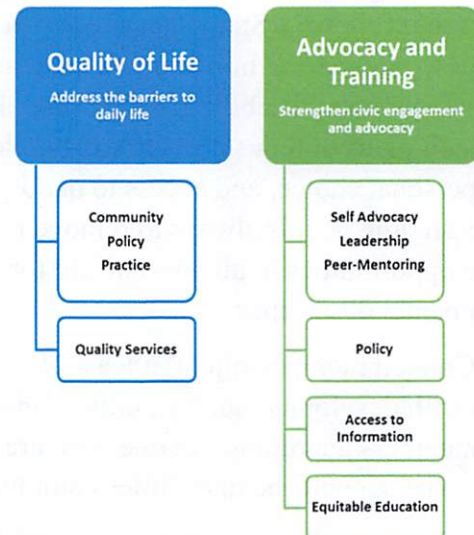 Quality of Life
Address the barriers to
daily life
Community
Policy
Practice
Quality Services
Advocacy and
Training
Strengthen civic engagement
and advocacy
Self Advocacy
Leadership
Peer-Mentoring
Policy
Access to
Information
Equitable Education